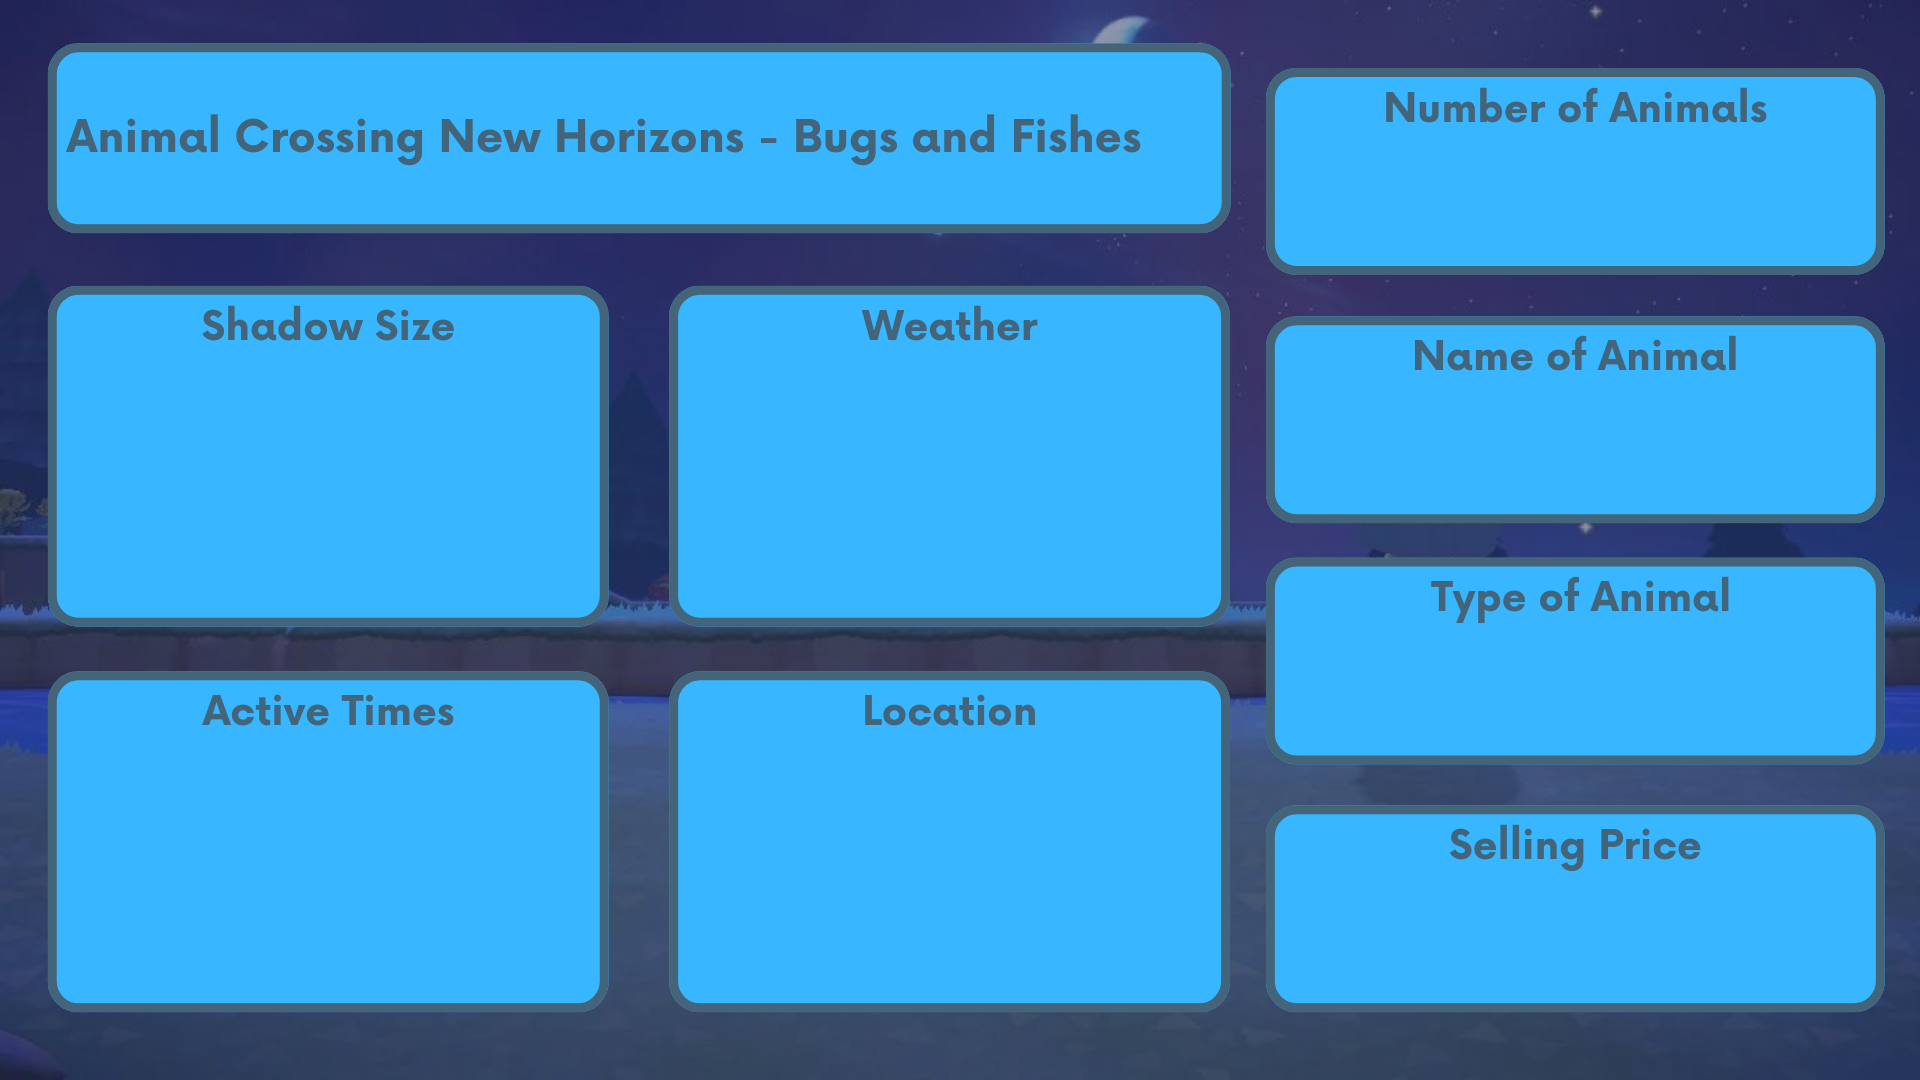 Animal Crossing New Horizons - Bugs and Fishes
Number of Animals
Shadow Size
Weather
Name of Animal
Type of Animal
Active Times
Location
Selling Price